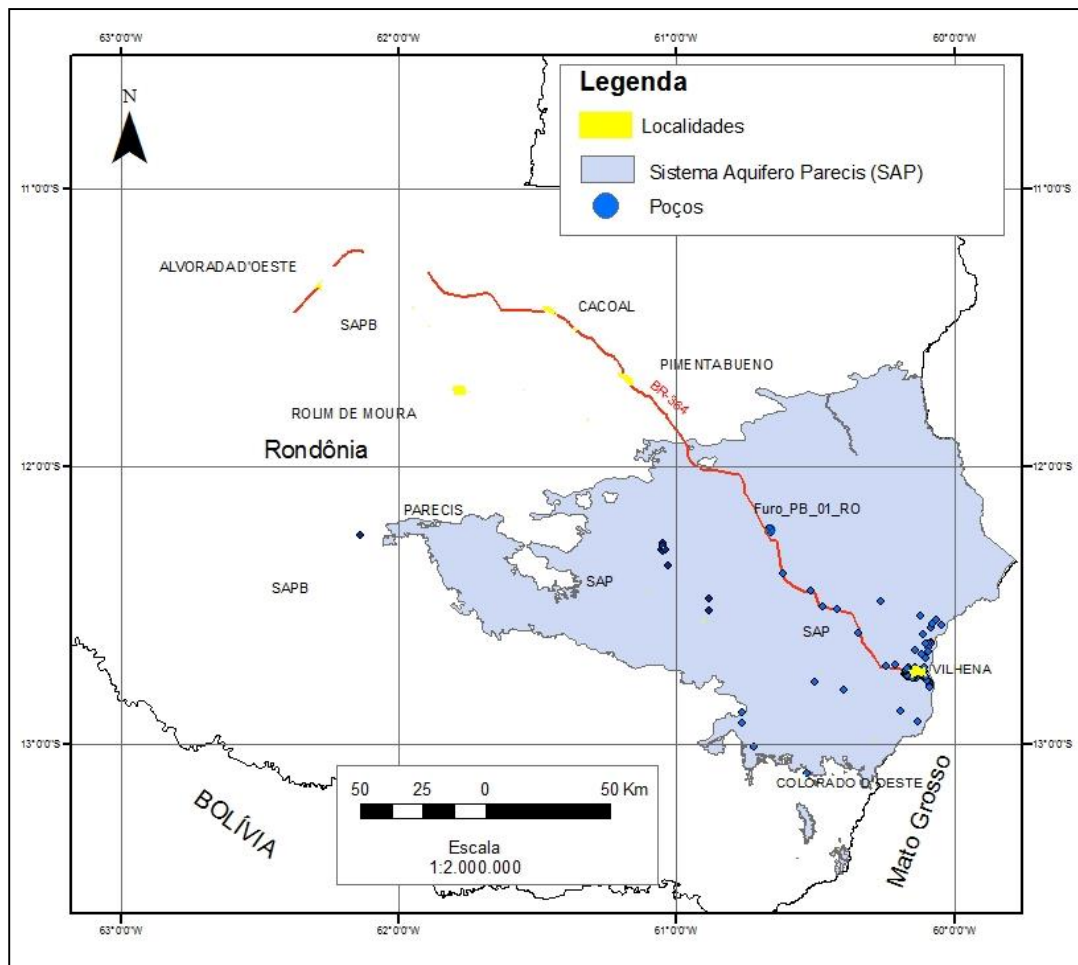 63°0'0"W
62°0'0"W
61°0'0"W
60°0'0"W
N
Legenda
Localidades
Sistema Aquifero Parecis (SAP)
Poços
11°0'0"S
11°0'0"S
ALVORADA D'OESTE
CACOAL
SAPB
PIMENTA BUENO
BR-364
ROLIM DE MOURA
Rondônia
12°0'0"S
12°0'0"S
PARECIS
Furo_PB_01_RO
SAPB
SAP
SAP
VILHENA
13°0'0"S
13°0'0"S
COLORADO D'OESTE
BOLÍVIA
Mato Grosso
50 25 0 50 Km
Escala
1:2.000.000
63°0'0"W
62°0'0"W
61°0'0"W
60°0'0"W